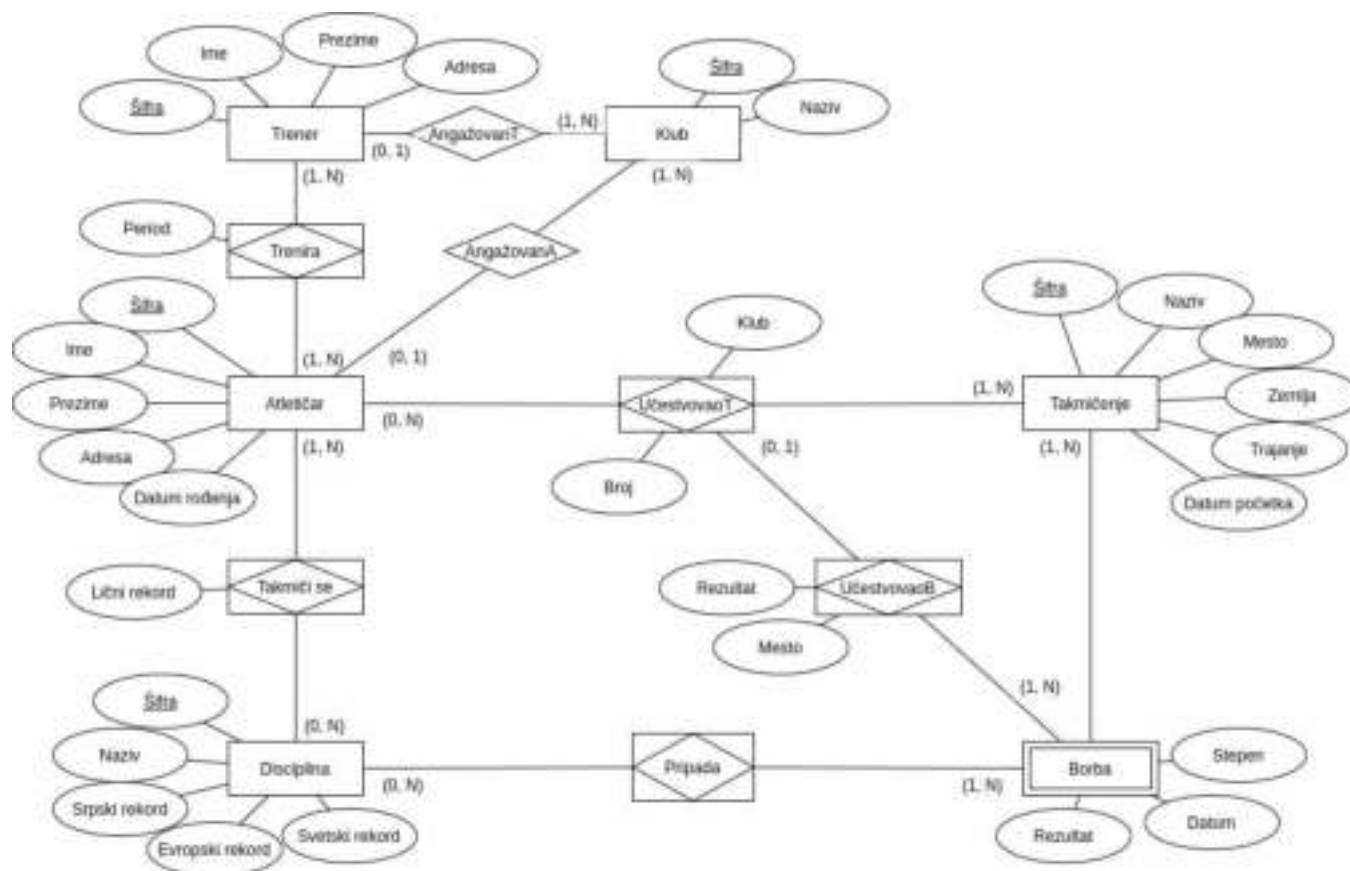 Prezime
Ime
Adresa
Šifra
Šifra
Naziv
Trener
AngažovanT
(1, N)
Klub
(0, 1)
(1, N)
(1, N)
Period
Trenira
AngažovanA
Šifra
Šifra
Naziv
Klub
Ime
Mesto
(1, N)
(0, 1)
(1, N)
Prezime
Atletičar
UčestvovaoT
Takmičenje
Zemlja
(0, N)
Adresa
(1, N)
(0, 1)
(1, N)
Trajanje
Broj
Datum rođenja
Datum početka
Lični rekord
Takmiči se
Rezultat
UčestvovaoB
Mesto
(1, N)
Šifra
(0, N)
Naziv
Disciplina
Pripada
Borba
Stepen
(0, N)
(1, N)
Srpski rekord
Evropski rekord
Svetski rekord
Rezultat
Datum